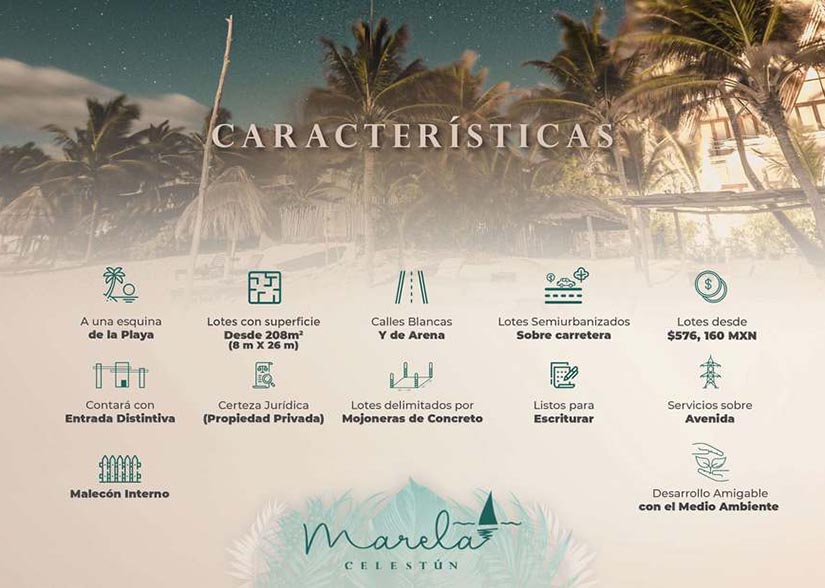 CARACTERÍSTICAS
A una esquina
de la Playa
Lotes con superficie
Desde 208m²
(8 m X 26 m)
Calles Blancas
Y de Arena
Lotes Semiurbanizados
Sobre carretera
Lotes desde
$576, 160 MXN
Contará con
Entrada Distintiva
Certeza Jurídica
(Propiedad Privada)
Lotes delimitados por
Mojoneras de Concreto
Listos para
Escriturar
Servicios sobre
Avenida
Malecón Interno
Desarrollo Amigable
con el Medio Ambiente
Marela
CELESTÚN